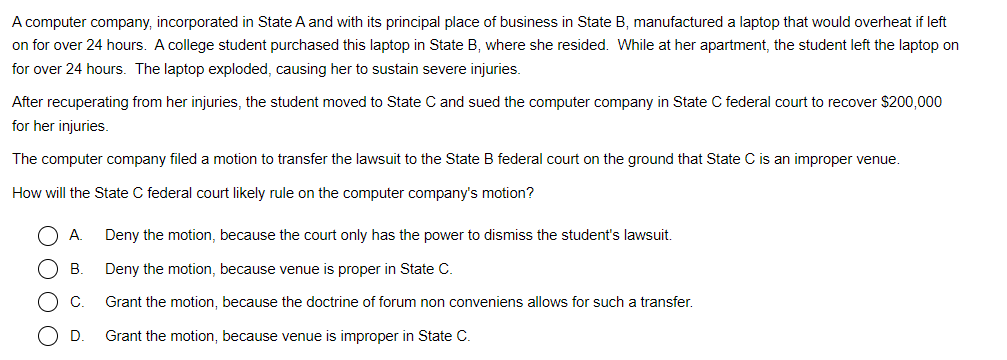 A computer company, incorporated in State A and with its principal place of business in State B, manufactured a laptop that would overheat if left
on for over 24 hours. A college student purchased this laptop in State B, where she resided. While at her apartment, the student left the laptop on
for over 24 hours. The laptop exploded, causing her to sustain severe injuries.
After recuperating from her injuries, the student moved to State C and sued the computer company in State C federal court to recover $200,000
for her injuries.
The computer company filed a motion to transfer the lawsuit to the State B federal court on the ground that State C is an improper venue.
How will the State C federal court likely rule on the computer company's motion?
A. Deny the motion, because the court only has the power to dismiss the student's lawsuit.
B. Deny the motion, because venue is proper in State C.
C. Grant the motion, because the doctrine of forum non conveniens allows for such a transfer.
D. Grant the motion, because venue is improper in State C.